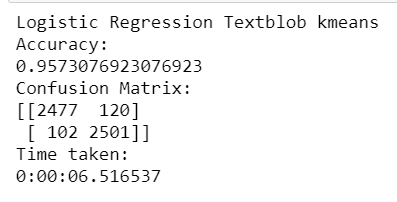 Logistic Regression Textblob kmeans
Accuracy:
0.9573076923076923
Confusion Matrix:
[[2477  120]
 [ 102 2501]]
Time taken:
0:00:06.516537